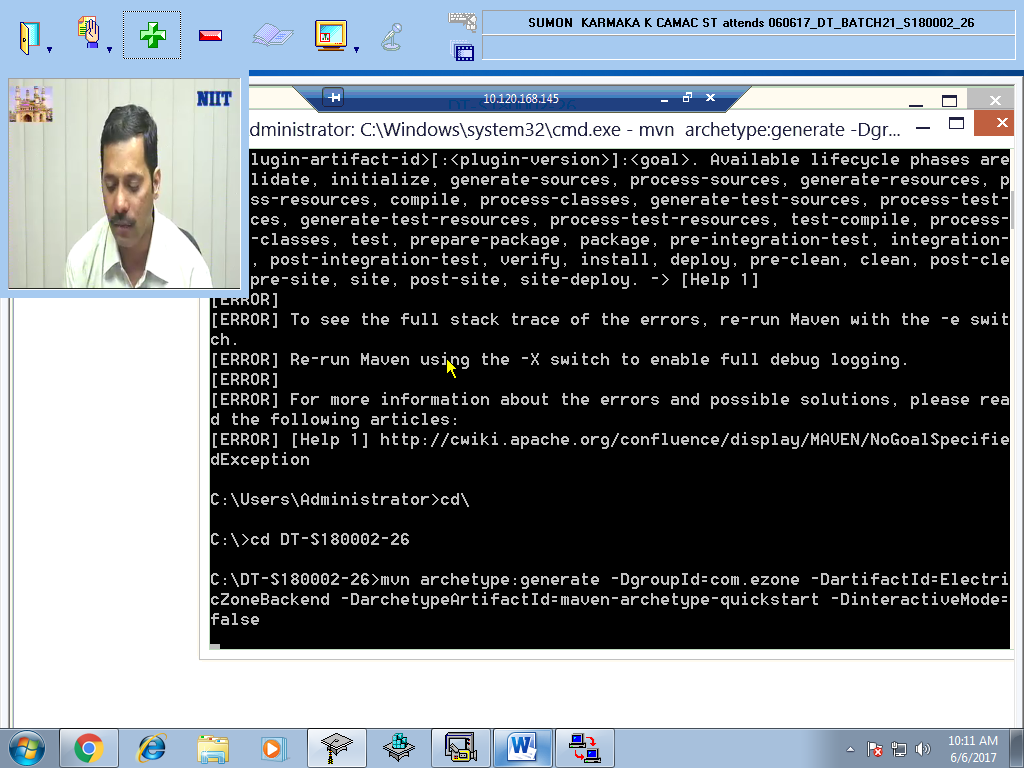 SUMON KARMAKA K CAMAC ST attends 060617_DT_BATCH21_S180002_26
NIIT
10.120.168.145
dministrator: C:\Windows\system32\cmd.exe - mvn archetype:generate -Dgr...
lugin-artifact-id>[:<plugin-version>]:<goal>. Available lifecycle phases are
lidate, initialize, generate-sources, process-sources, generate-resources, p
ss-resources, compile, process-classes, generate-test-sources, process-test-
ces, generate-test-resources, process-test-resources, test-compile, process-
-classes, test, prepare-package, package, pre-integration-test, integration-
, post-integration-test, verify, install, deploy, pre-clean, clean, post-cle
pre-site, site, post-site, site-deploy. -> [Help 1]
[ERROR]
[ERROR] To see the full stack trace of the errors, re-run Maven with the -e swit
ch.
[ERROR] Re-run Maven using the -X switch to enable full debug logging.
[ERROR]
[ERROR] For more information about the errors and possible solutions, please rea
d the following articles:
[ERROR] [Help 1] http://cwiki.apache.org/confluence/display/MAVEN/NoGoalSpecifie
dException
C:\Users\Administrator>cd\
C:\>cd DT-S180002-26
C:\DT-S180002-26>mvn archetype:generate -DgroupId=com.ezone -DartifactId=Electri
cZoneBackend -DarchetypeArtifactId=maven-archetype-quickstart -DinteractiveMode=
false
10:11 AM
6/6/2017